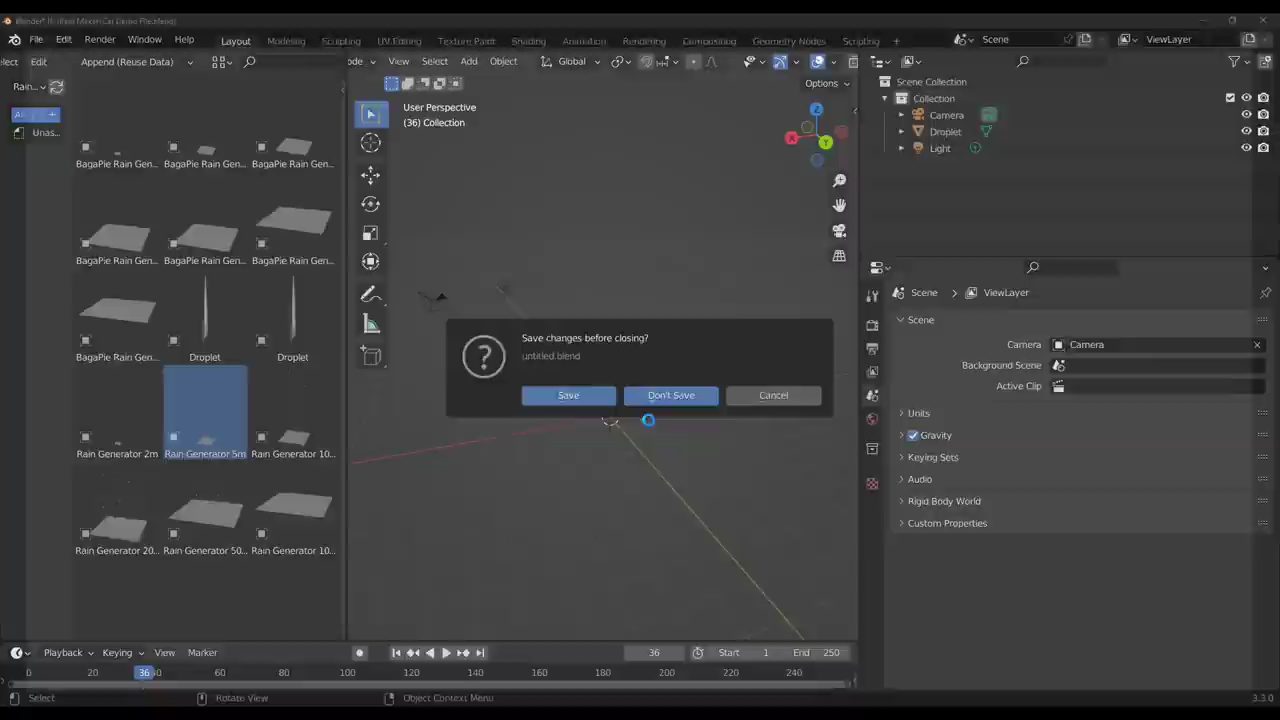 File Edit Render Window Help
Layout Modeling Sculpting UV Editing Texture Paint Shading Animation Rendering Compositing Geometry Nodes Scripting +
Scene
ViewLayer
Edit Append (Reuse Data)
View Select Add Object Global
Rain...
Options
Unas...
User Perspective
(36) Collection
Z
X
Y
Scene Collection
Collection
Camera
Droplet
Light
BagaPie Rain Gen... BagaPie Rain Gen... BagaPie Rain Gen...
BagaPie Rain Gen... BagaPie Rain Gen... BagaPie Rain Gen...
BagaPie Rain Gen... Droplet Droplet
Rain Generator 2m Rain Generator 5m Rain Generator 10...
Rain Generator 20... Rain Generator 50... Rain Generator 10...
Save changes before closing?
untitled.blend
Save Don't Save Cancel
Scene > ViewLayer
Scene
Camera Camera
Background Scene
Active Clip
Units
Gravity
Keying Sets
Audio
Rigid Body World
Custom Properties
Playback Keying View Marker
36 Start 1 End 250
0 20 36 40 60 80 100 120 140 160 180 200 220 240
Select Rotate View Object Context Menu
3.3.0